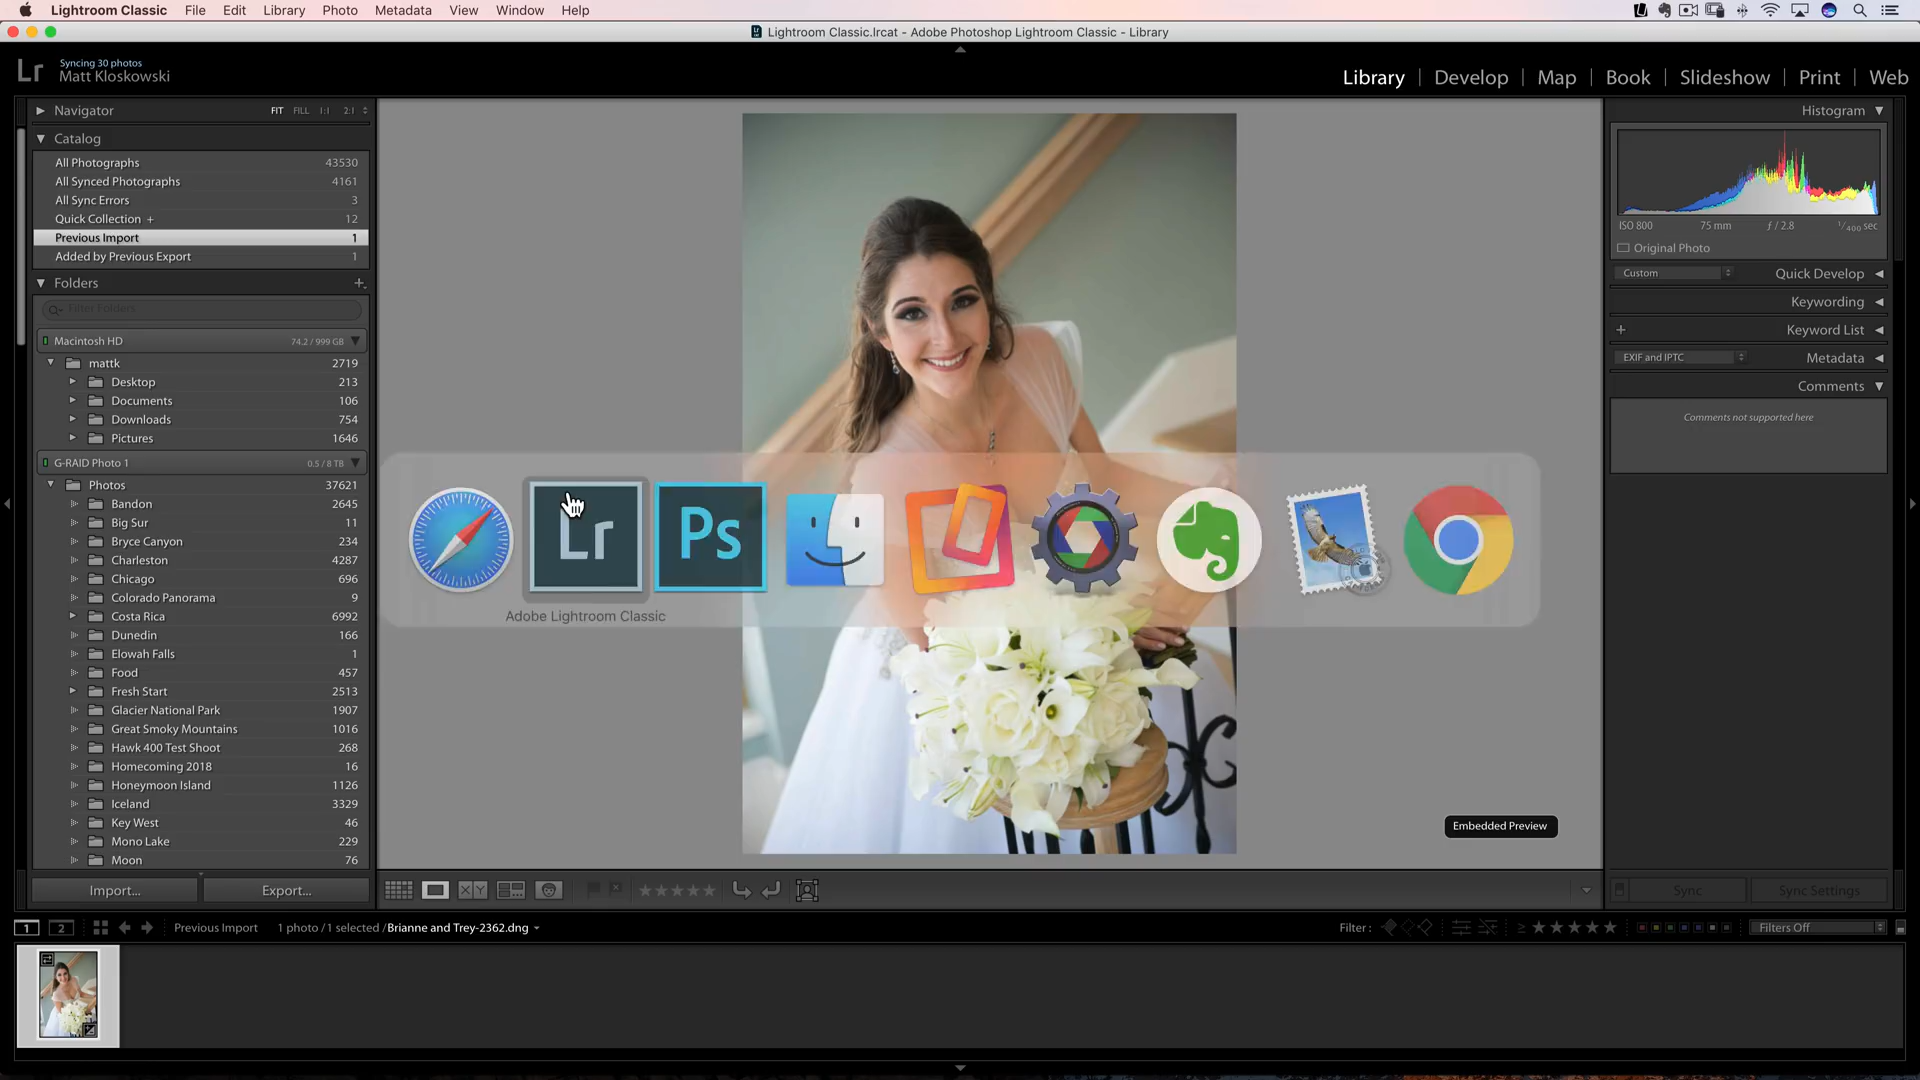 Lightroom Classic File Edit Library Photo Metadata View Window Help
Lightroom Classic.lrcat - Adobe Photoshop Lightroom Classic - Library
Lr
Syncing 30 photos
Matt Kloskowski
Library | Develop | Map | Book | Slideshow | Print | Web
Navigator FIT FILL 1:1 2:1
Catalog
All Photographs 43530
All Synced Photographs 4161
All Sync Errors 3
Quick Collection + 12
Previous Import 1
Added by Previous Export 1
Folders +
Filter Folders
Macintosh HD 74.2 / 999 GB
mattk 2719
Desktop 213
Documents 106
Downloads 754
Pictures 1646
G-RAID Photo 1 0.5 / 8 TB
Photos 37621
Bandon 2645
Big Sur 11
Bryce Canyon 234
Charleston 4287
Chicago 696
Colorado Panorama 9
Costa Rica 6992
Dunedin 166
Elowah Falls 1
Food 457
Fresh Start 2513
Glacier National Park 1907
Great Smoky Mountains 1016
Hawk 400 Test Shoot 268
Homecoming 2018 16
Honeymoon Island 1126
Iceland 3329
Key West 46
Mono Lake 229
Moon 76
Import... Export...
Lr Ps
Adobe Lightroom Classic
Embedded Preview
Histogram
ISO 800 75 mm ƒ / 2.8 1/400 sec
Original Photo
Custom Quick Develop
Keywording
+ Keyword List
EXIF and IPTC Metadata
Comments
Comments not supported here
X Y
Sync Sync Settings
1 2 Previous Import 1 photo / 1 selected / Brianne and Trey-2362.dng
Filter : ≥ ★★★★★ Filters Off